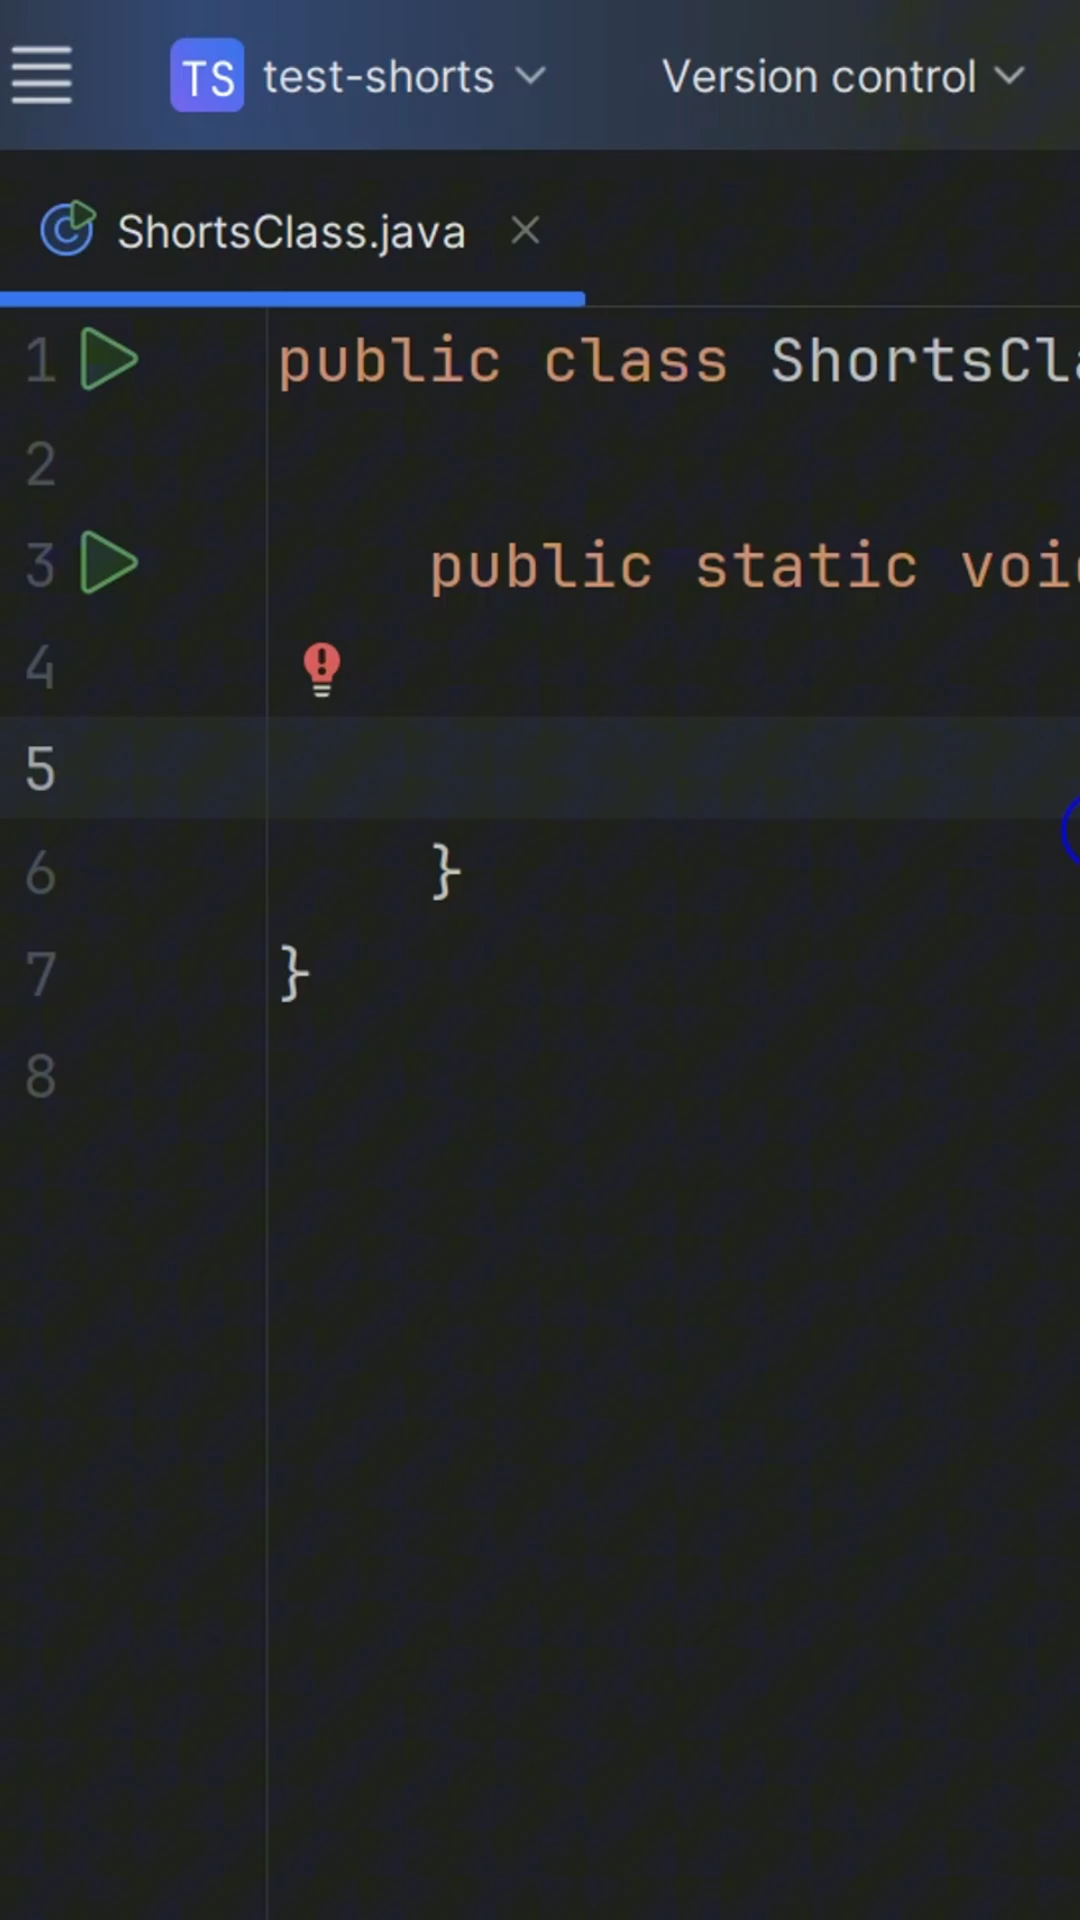 TS test-shorts Version control
ShortsClass.java
1 public class ShortsCl
2
3 public static voi
4
5
6 }
7 }
8